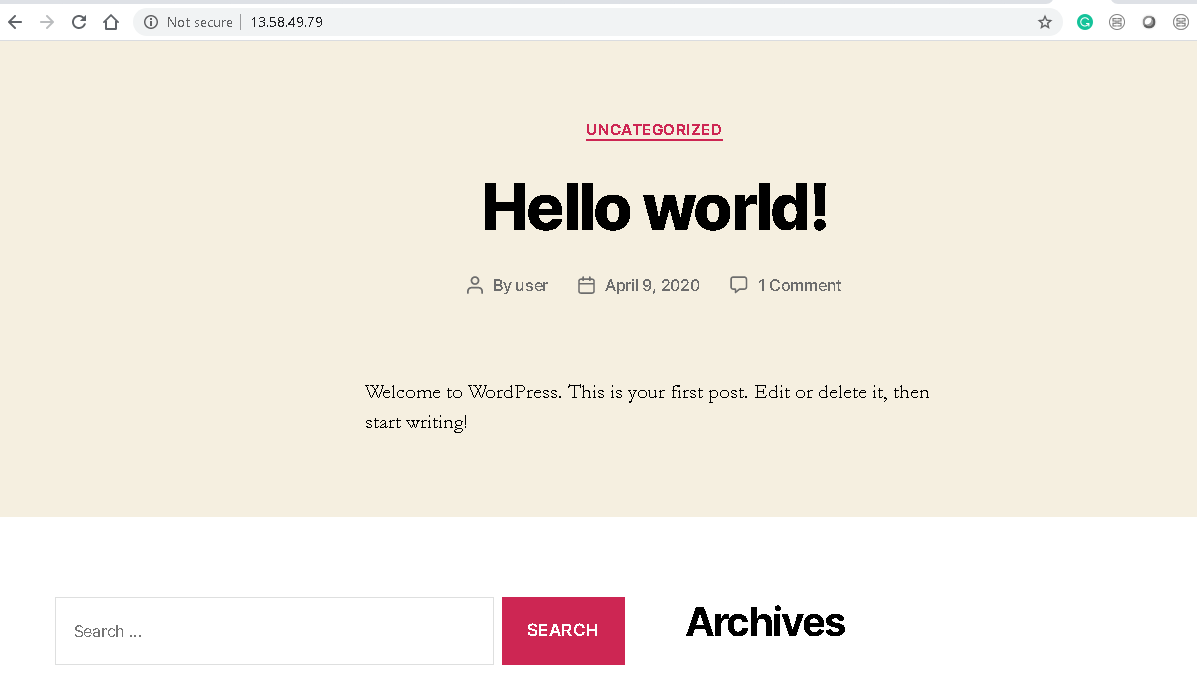 Not secure | 13.58.49.79
UNCATEGORIZED
Hello world!
By user April 9, 2020 1 Comment
Welcome to WordPress. This is your first post. Edit or delete it, then
start writing!
Search ... SEARCH Archives